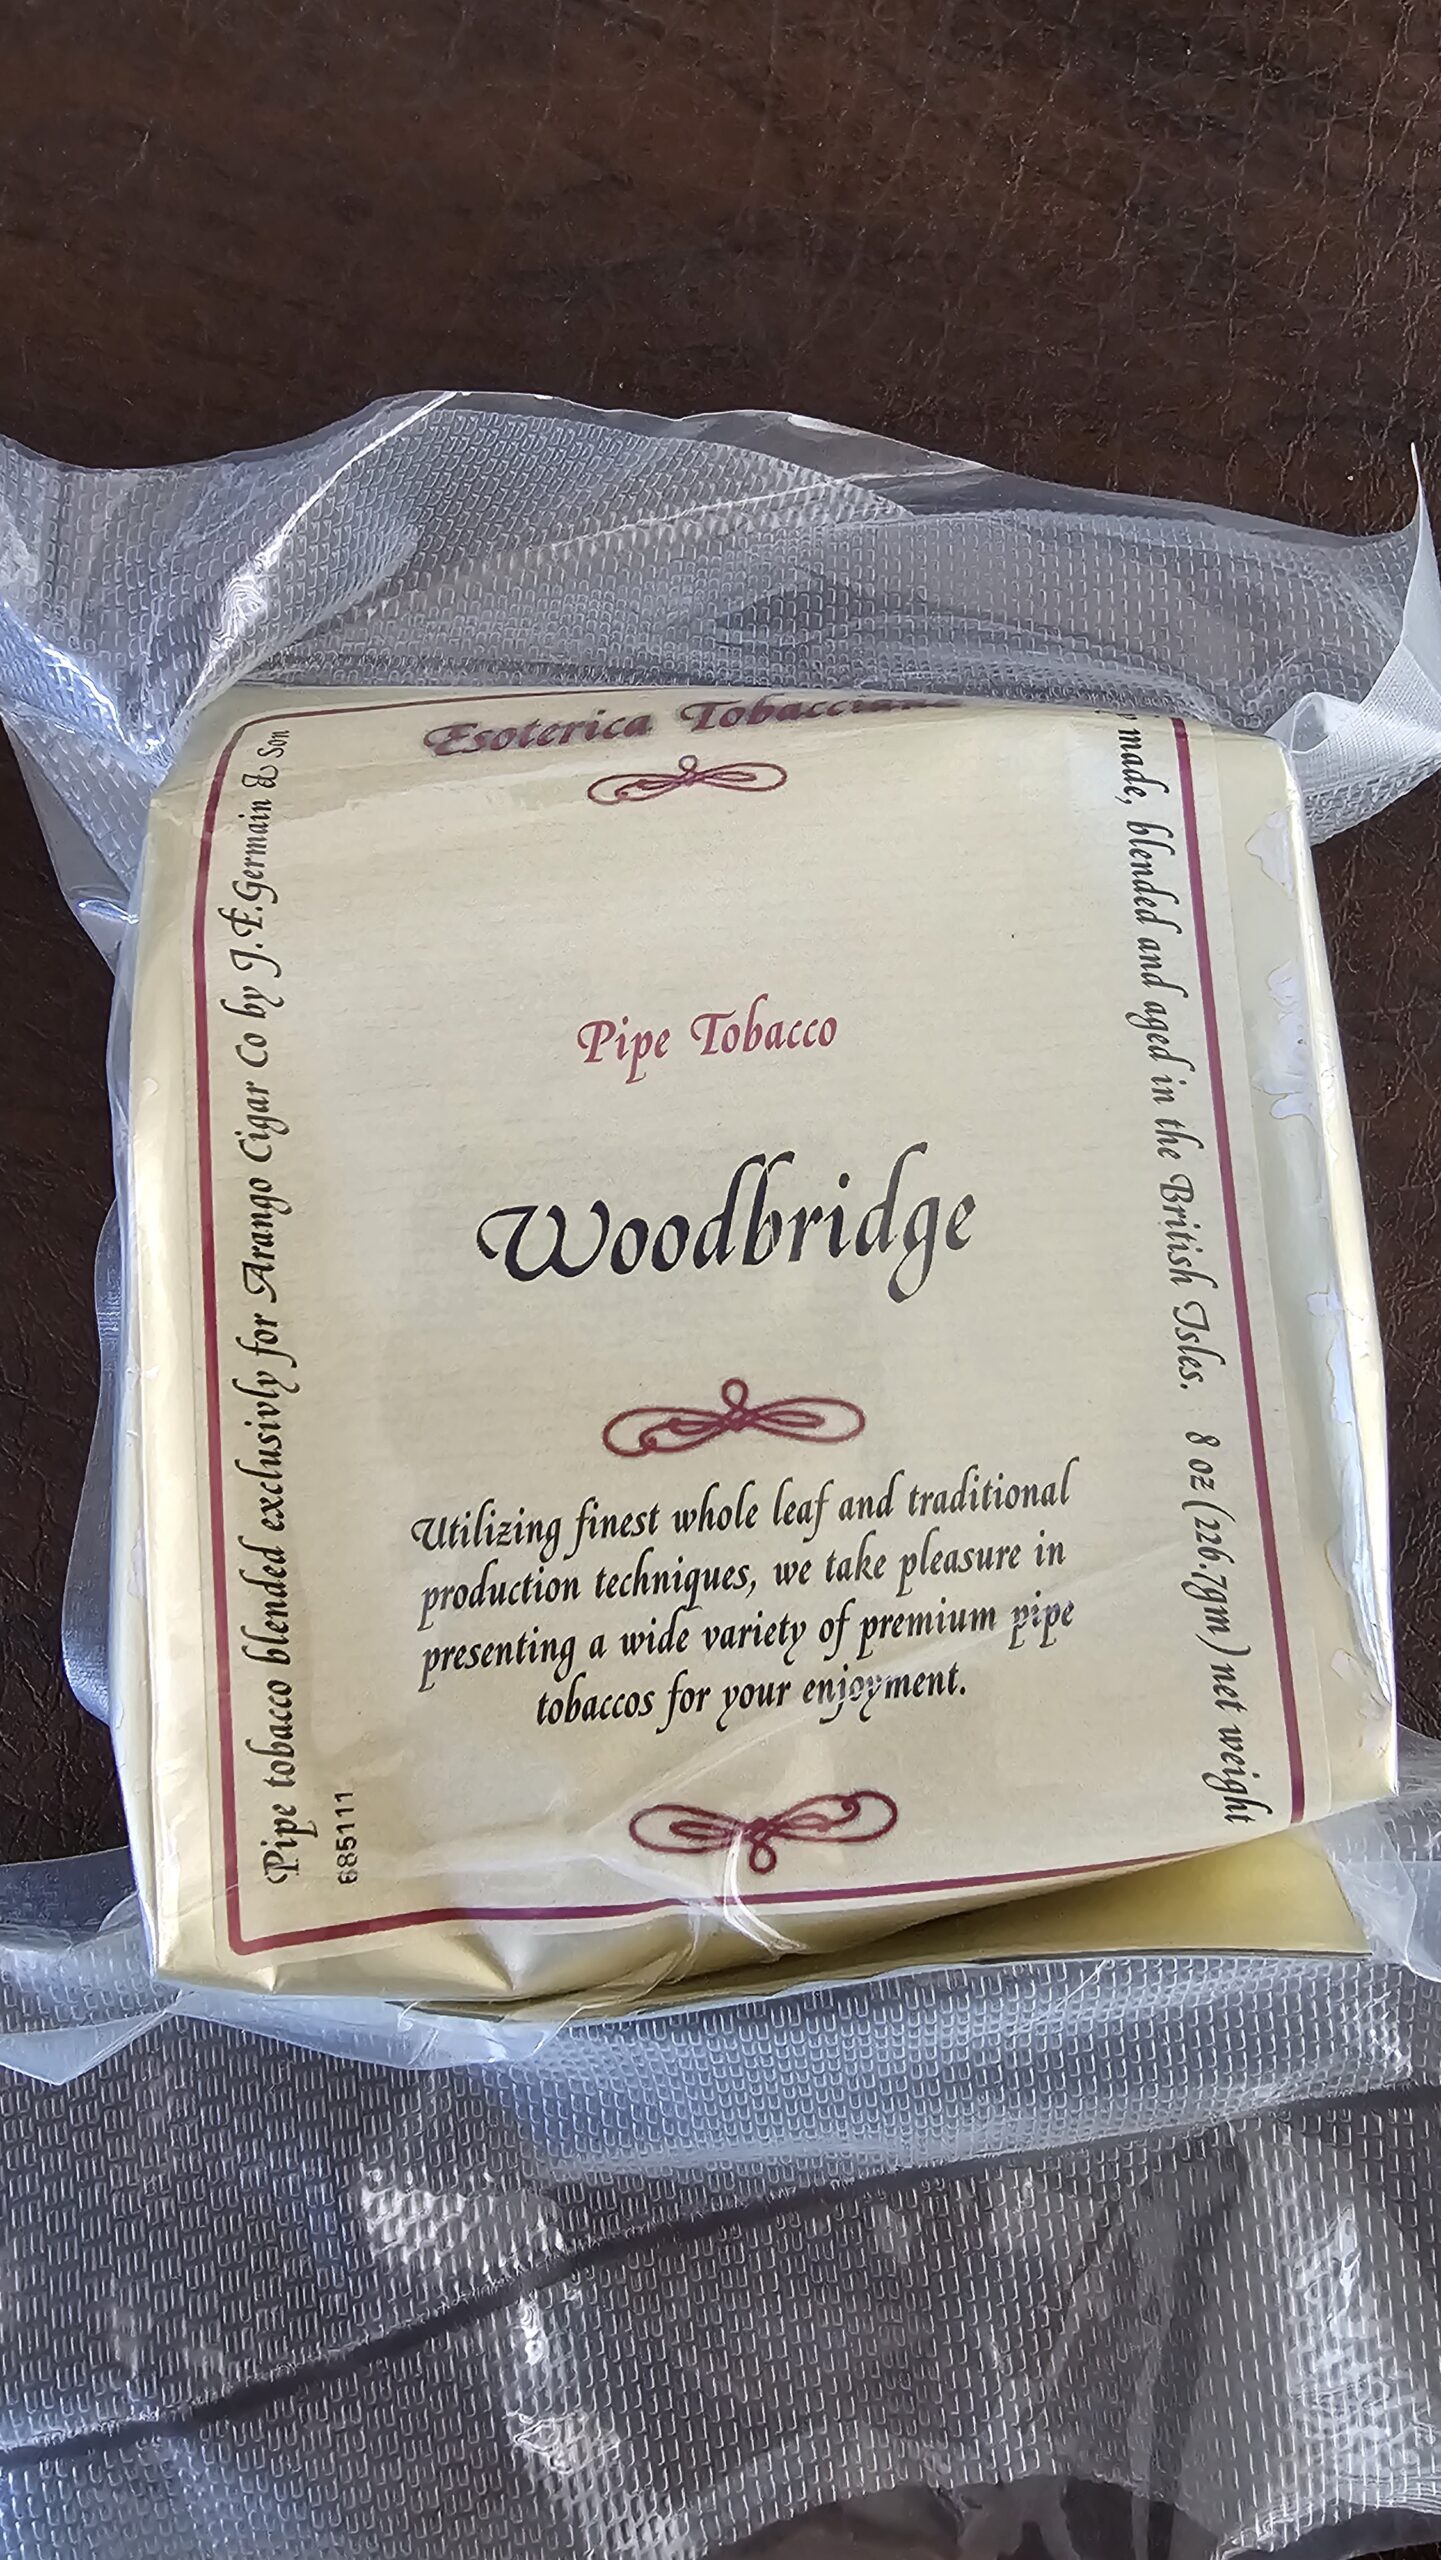 Esoterica Tobacciana
Pipe Tobacco
Woodbridge
Utilizing finest whole leaf and traditional
production techniques, we take pleasure in
presenting a wide variety of premium pipe
tobaccos for your enjoyment.
Pipe tobacco blended exclusivly for Arango Cigar Co by J.F.Germain & Son
685111
made, blended and aged in the British Isles. 8 oz (226.7gm) net weight